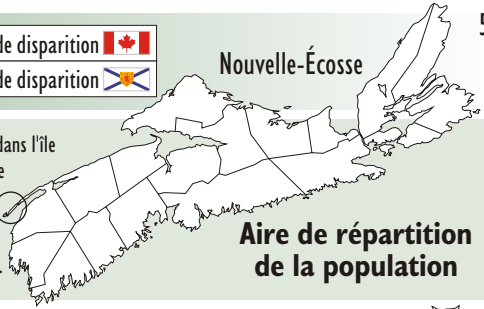 de disparition
de disparition
Nouvelle-Écosse
5
dans l'île
e
Aire de répartition
de la population